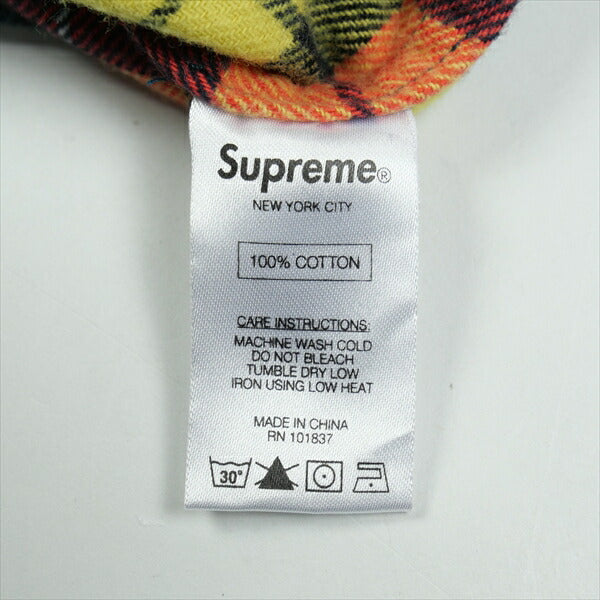 Supreme®
NEW YORK CITY
100% COTTON
CARE INSTRUCTIONS:
MACHINE WASH COLD
DO NOT BLEACH
TUMBLE DRY LOW
IRON USING LOW HEAT
MADE IN CHINA
RN 101837
30°